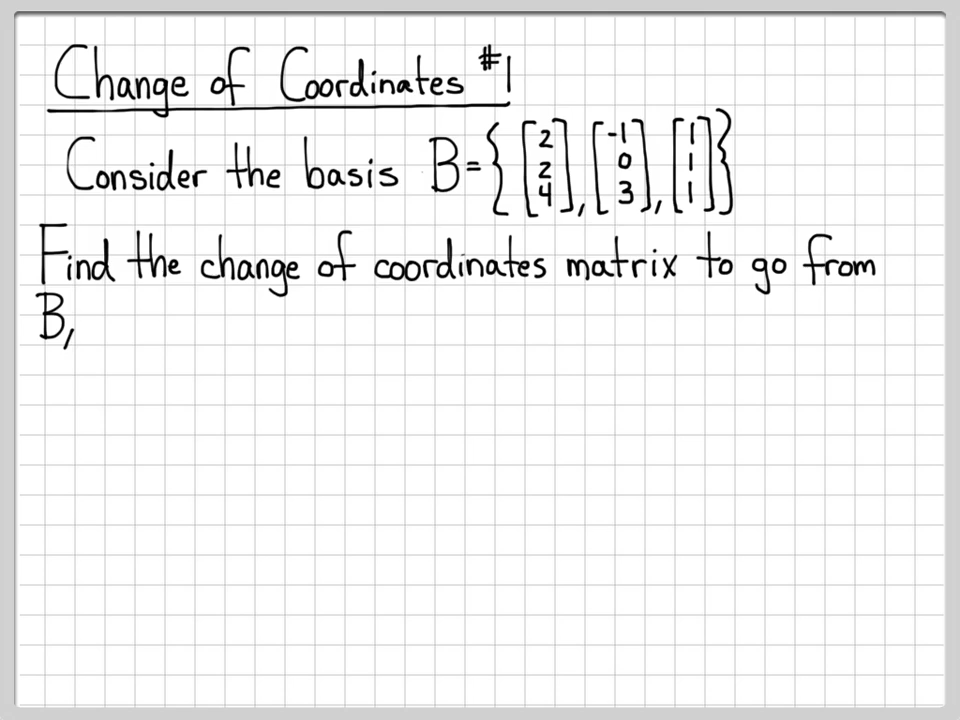 Change of Coordinates #1
Consider the basis B={[2 2 4], [-1 0 3], [1 1 1]}
Find the change of coordinates matrix to go from
B,